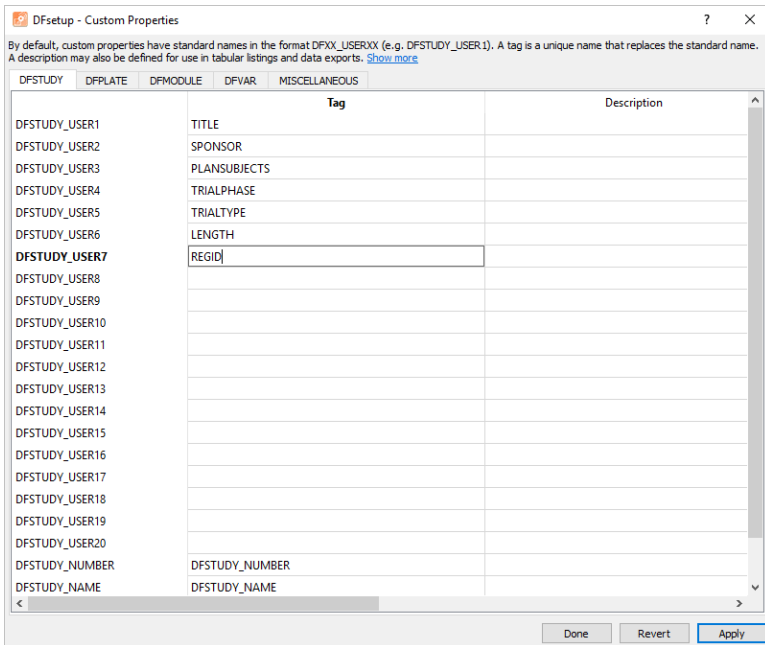 DFsetup - Custom Properties
?
By default, custom properties have standard names in the format DFXX_USERXX (e.g. DFSTUDY_USER1). A tag is a unique name that replaces the standard name.
A description may also be defined for use in tabular listings and data exports. Show more
DFSTUDY DFPLATE DFMODULE DFVAR MISCELLANEOUS
Tag Description
DFSTUDY_USER1 TITLE
DFSTUDY_USER2 SPONSOR
DFSTUDY_USER3 PLANSUBJECTS
DFSTUDY_USER4 TRIALPHASE
DFSTUDY_USER5 TRIALTYPE
DFSTUDY_USER6 LENGTH
DFSTUDY_USER7 REGID
DFSTUDY_USER8
DFSTUDY_USER9
DFSTUDY_USER10
DFSTUDY_USER11
DFSTUDY_USER12
DFSTUDY_USER13
DFSTUDY_USER14
DFSTUDY_USER15
DFSTUDY_USER16
DFSTUDY_USER17
DFSTUDY_USER18
DFSTUDY_USER19
DFSTUDY_USER20
DFSTUDY_NUMBER DFSTUDY_NUMBER
DFSTUDY_NAME DFSTUDY_NAME
Done Revert Apply